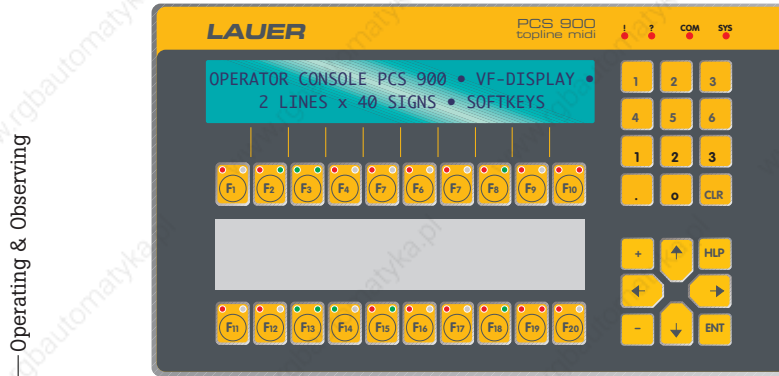 LAUER
PCS 900
topline midi
! ? COM SYS
OPERATOR CONSOLE PCS 900 • VF-DISPLAY •
2 LINES x 40 SIGNS • SOFTKEYS
1 2 3
4 5 6
1 2 3
. o CLR
F1 F2 F3 F4 F7 F6 F7 F8 F9 F10
+ HLP
F11 F12 F13 F14 F15 F16 F17 F18 F19 F20
- ENT
Operating & Observing